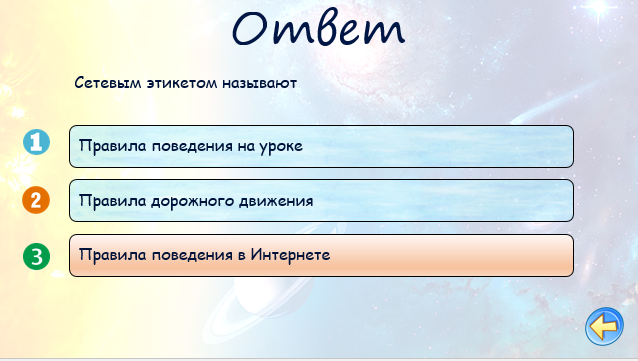 Ответ
Сетевым этикетом называют
1 Правила поведения на уроке
2 Правила дорожного движения
3 Правила поведения в Интернете